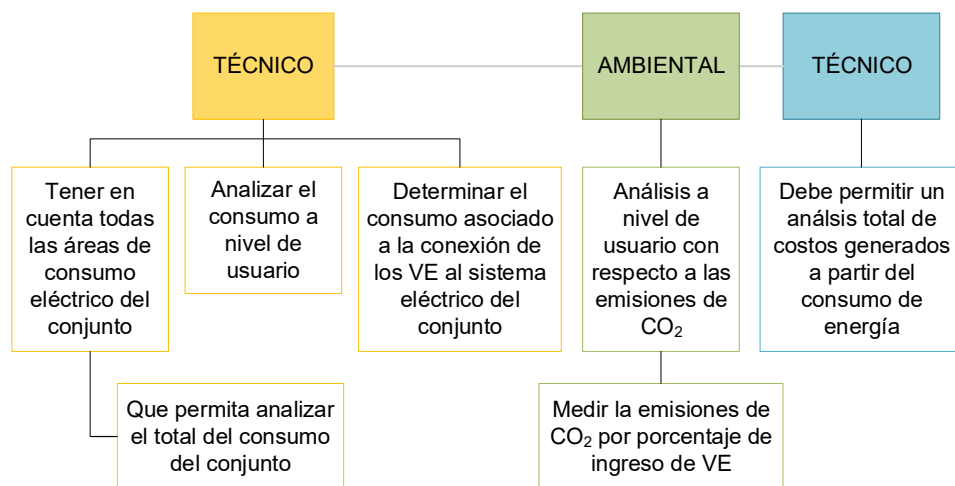 TÉCNICO
AMBIENTAL
TÉCNICO
Tener en
cuenta todas
las áreas de
consumo
eléctrico del
conjunto
Analizar el
consumo a
nivel de
usuario
Determinar el
consumo asociado
a la conexión de
los VE al sistema
eléctrico del
conjunto
Análisis a
nivel de
usuario con
respecto a las
emisiones de
CO₂
Debe permitir un
análsis total de
costos generados
a partir del
consumo de
energía
Que permita analizar
el total del consumo
del conjunto
Medir la emisiones de
CO₂ por porcentaje de
ingreso de VE